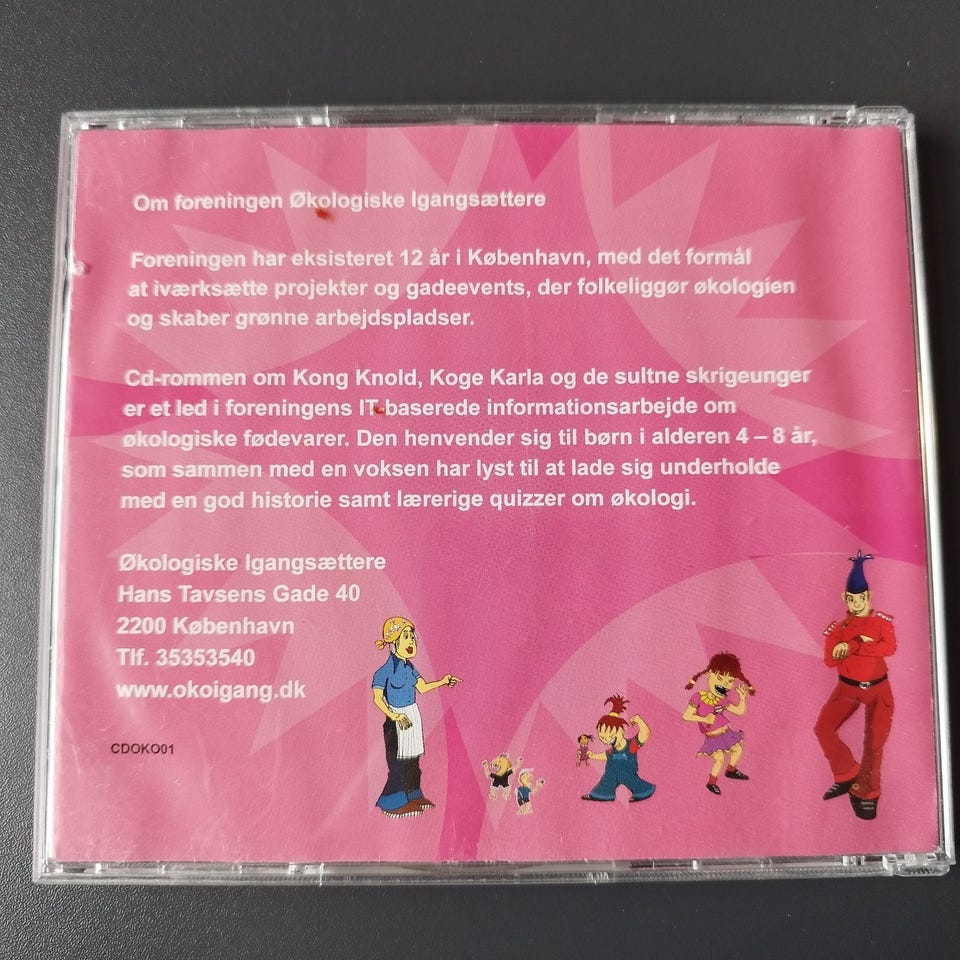 Om foreningen Økologiske Igangsættere
Foreningen har eksisteret 12 år i København, med det formål
at iværksætte projekter og gadeevents, der folkeliggør økologien
og skaber grønne arbejdspladser.
Cd-rommen om Kong Knold, Koge Karla og de sultne skrigeunger
er et led i foreningens IT-baserede informationsarbejde om
økologiske fødevarer. Den henvender sig til børn i alderen 4 – 8 år,
som sammen med en voksen har lyst til at lade sig underholde
med en god historie samt lærerige quizzer om økologi.
Økologiske Igangsættere
Hans Tavsens Gade 40
2200 København
Tlf. 35353540
www.okoigang.dk
CDOKO01